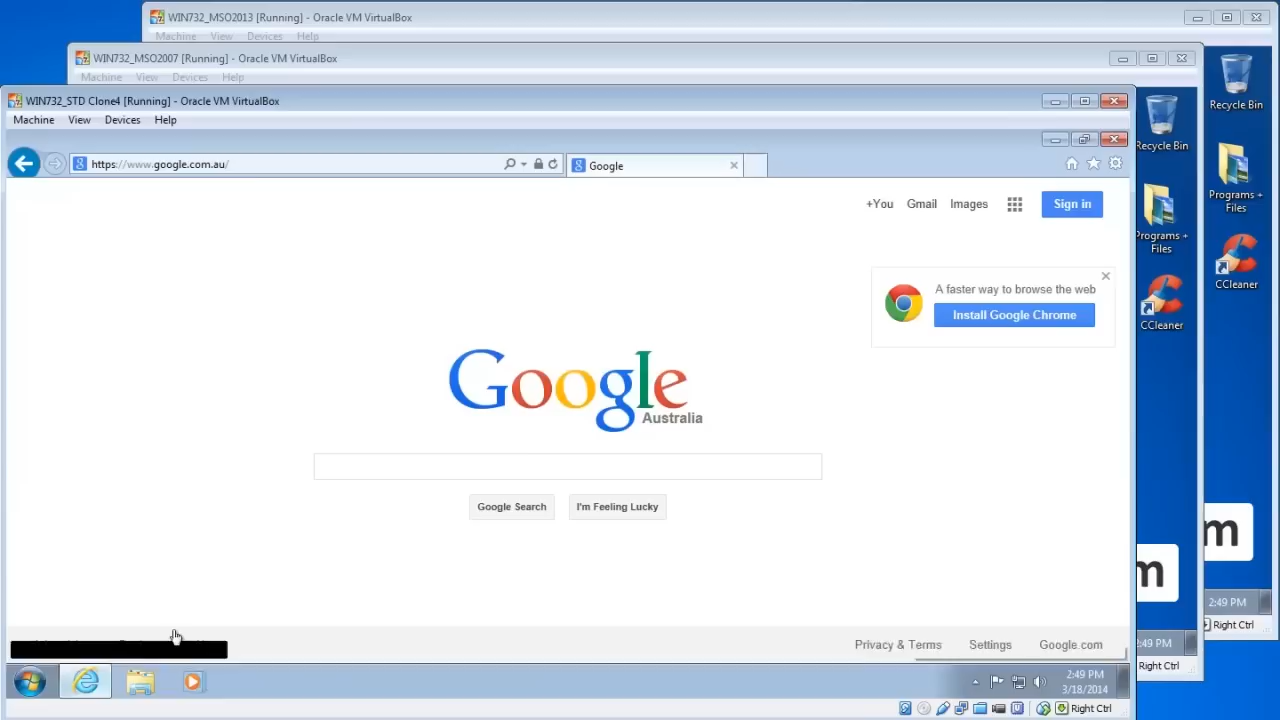 WIN732_MSO2013 [Running] - Oracle VM VirtualBox
Machine View Devices Help
WIN732_MSO2007 [Running] - Oracle VM VirtualBox
Machine View Devices Help
WIN732_STD Clone4 [Running] - Oracle VM VirtualBox
Machine View Devices Help
https://www.google.com.au/
Google
+You Gmail Images Sign in
A faster way to browse the web
Install Google Chrome
Google
Australia
Google Search I'm Feeling Lucky
Privacy & Terms Settings Google.com
2:49 PM
3/18/2014
Right Ctrl
Recycle Bin
Programs +
Files
CCleaner
m
2:49 PM
Right Ctrl
Recycle Bin
Programs +
Files
CCleaner
m
2:49 PM
Right Ctrl